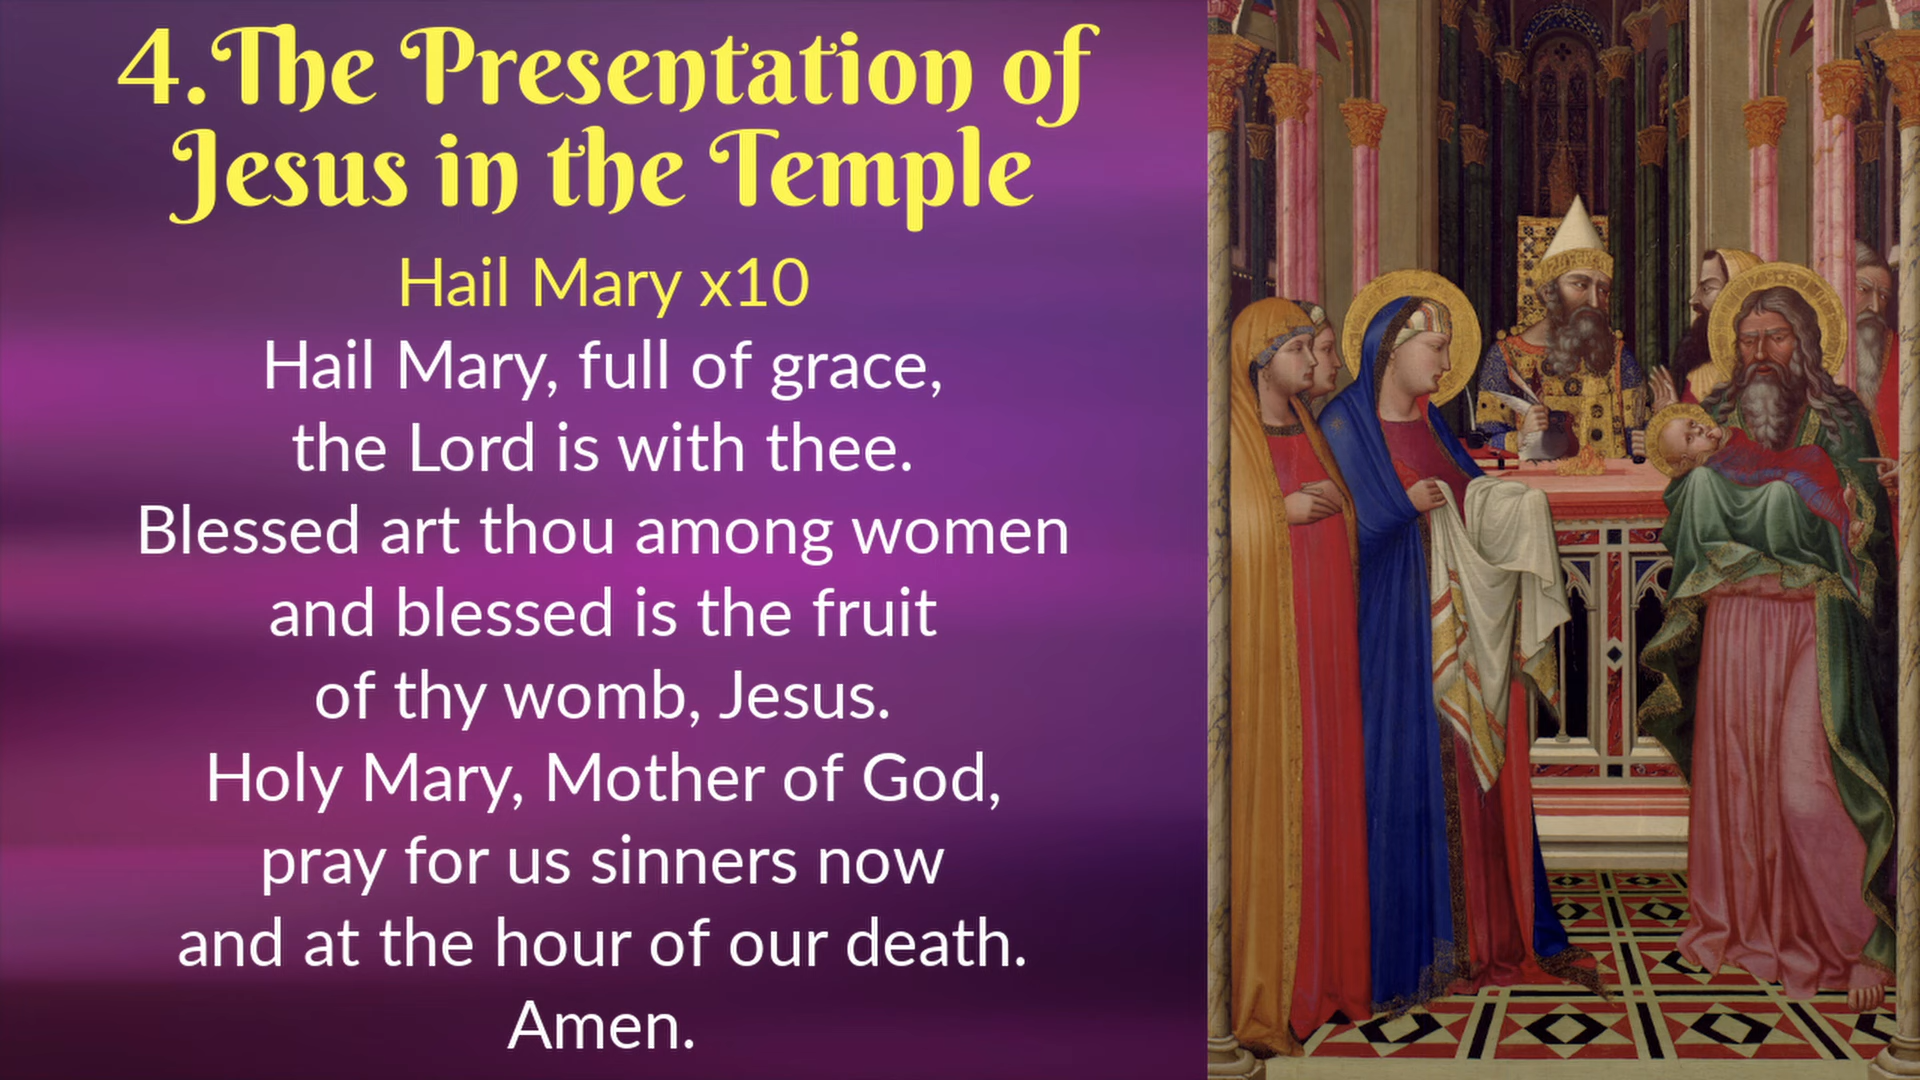 4.The Presentation of
Jesus in the Temple
Hail Mary x10
Hail Mary, full of grace,
the Lord is with thee.
Blessed art thou among women
and blessed is the fruit
of thy womb, Jesus.
Holy Mary, Mother of God,
pray for us sinners now
and at the hour of our death.
Amen.